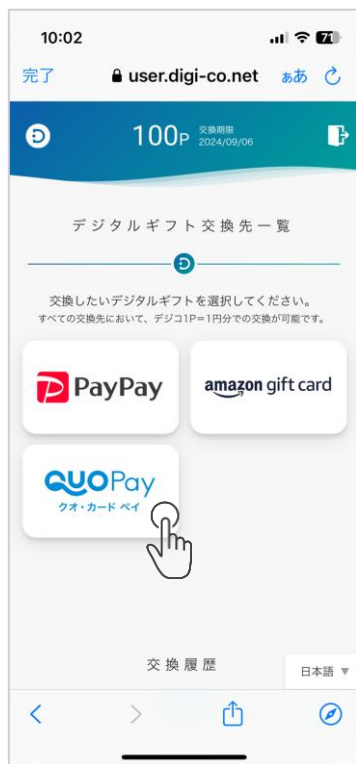 10:02
71
完了
user.digi-co.net
ぁあ
100P
交換期限
2024/09/06
デジタルギフト交換先一覧
交換したいデジタルギフトを選択してください。
すべての交換先において、デジコ1P=1円分での交換が可能です。
PayPay
amazon gift card
QUOPay
クオ・カード ペイ
交換履歴
日本語 ▼